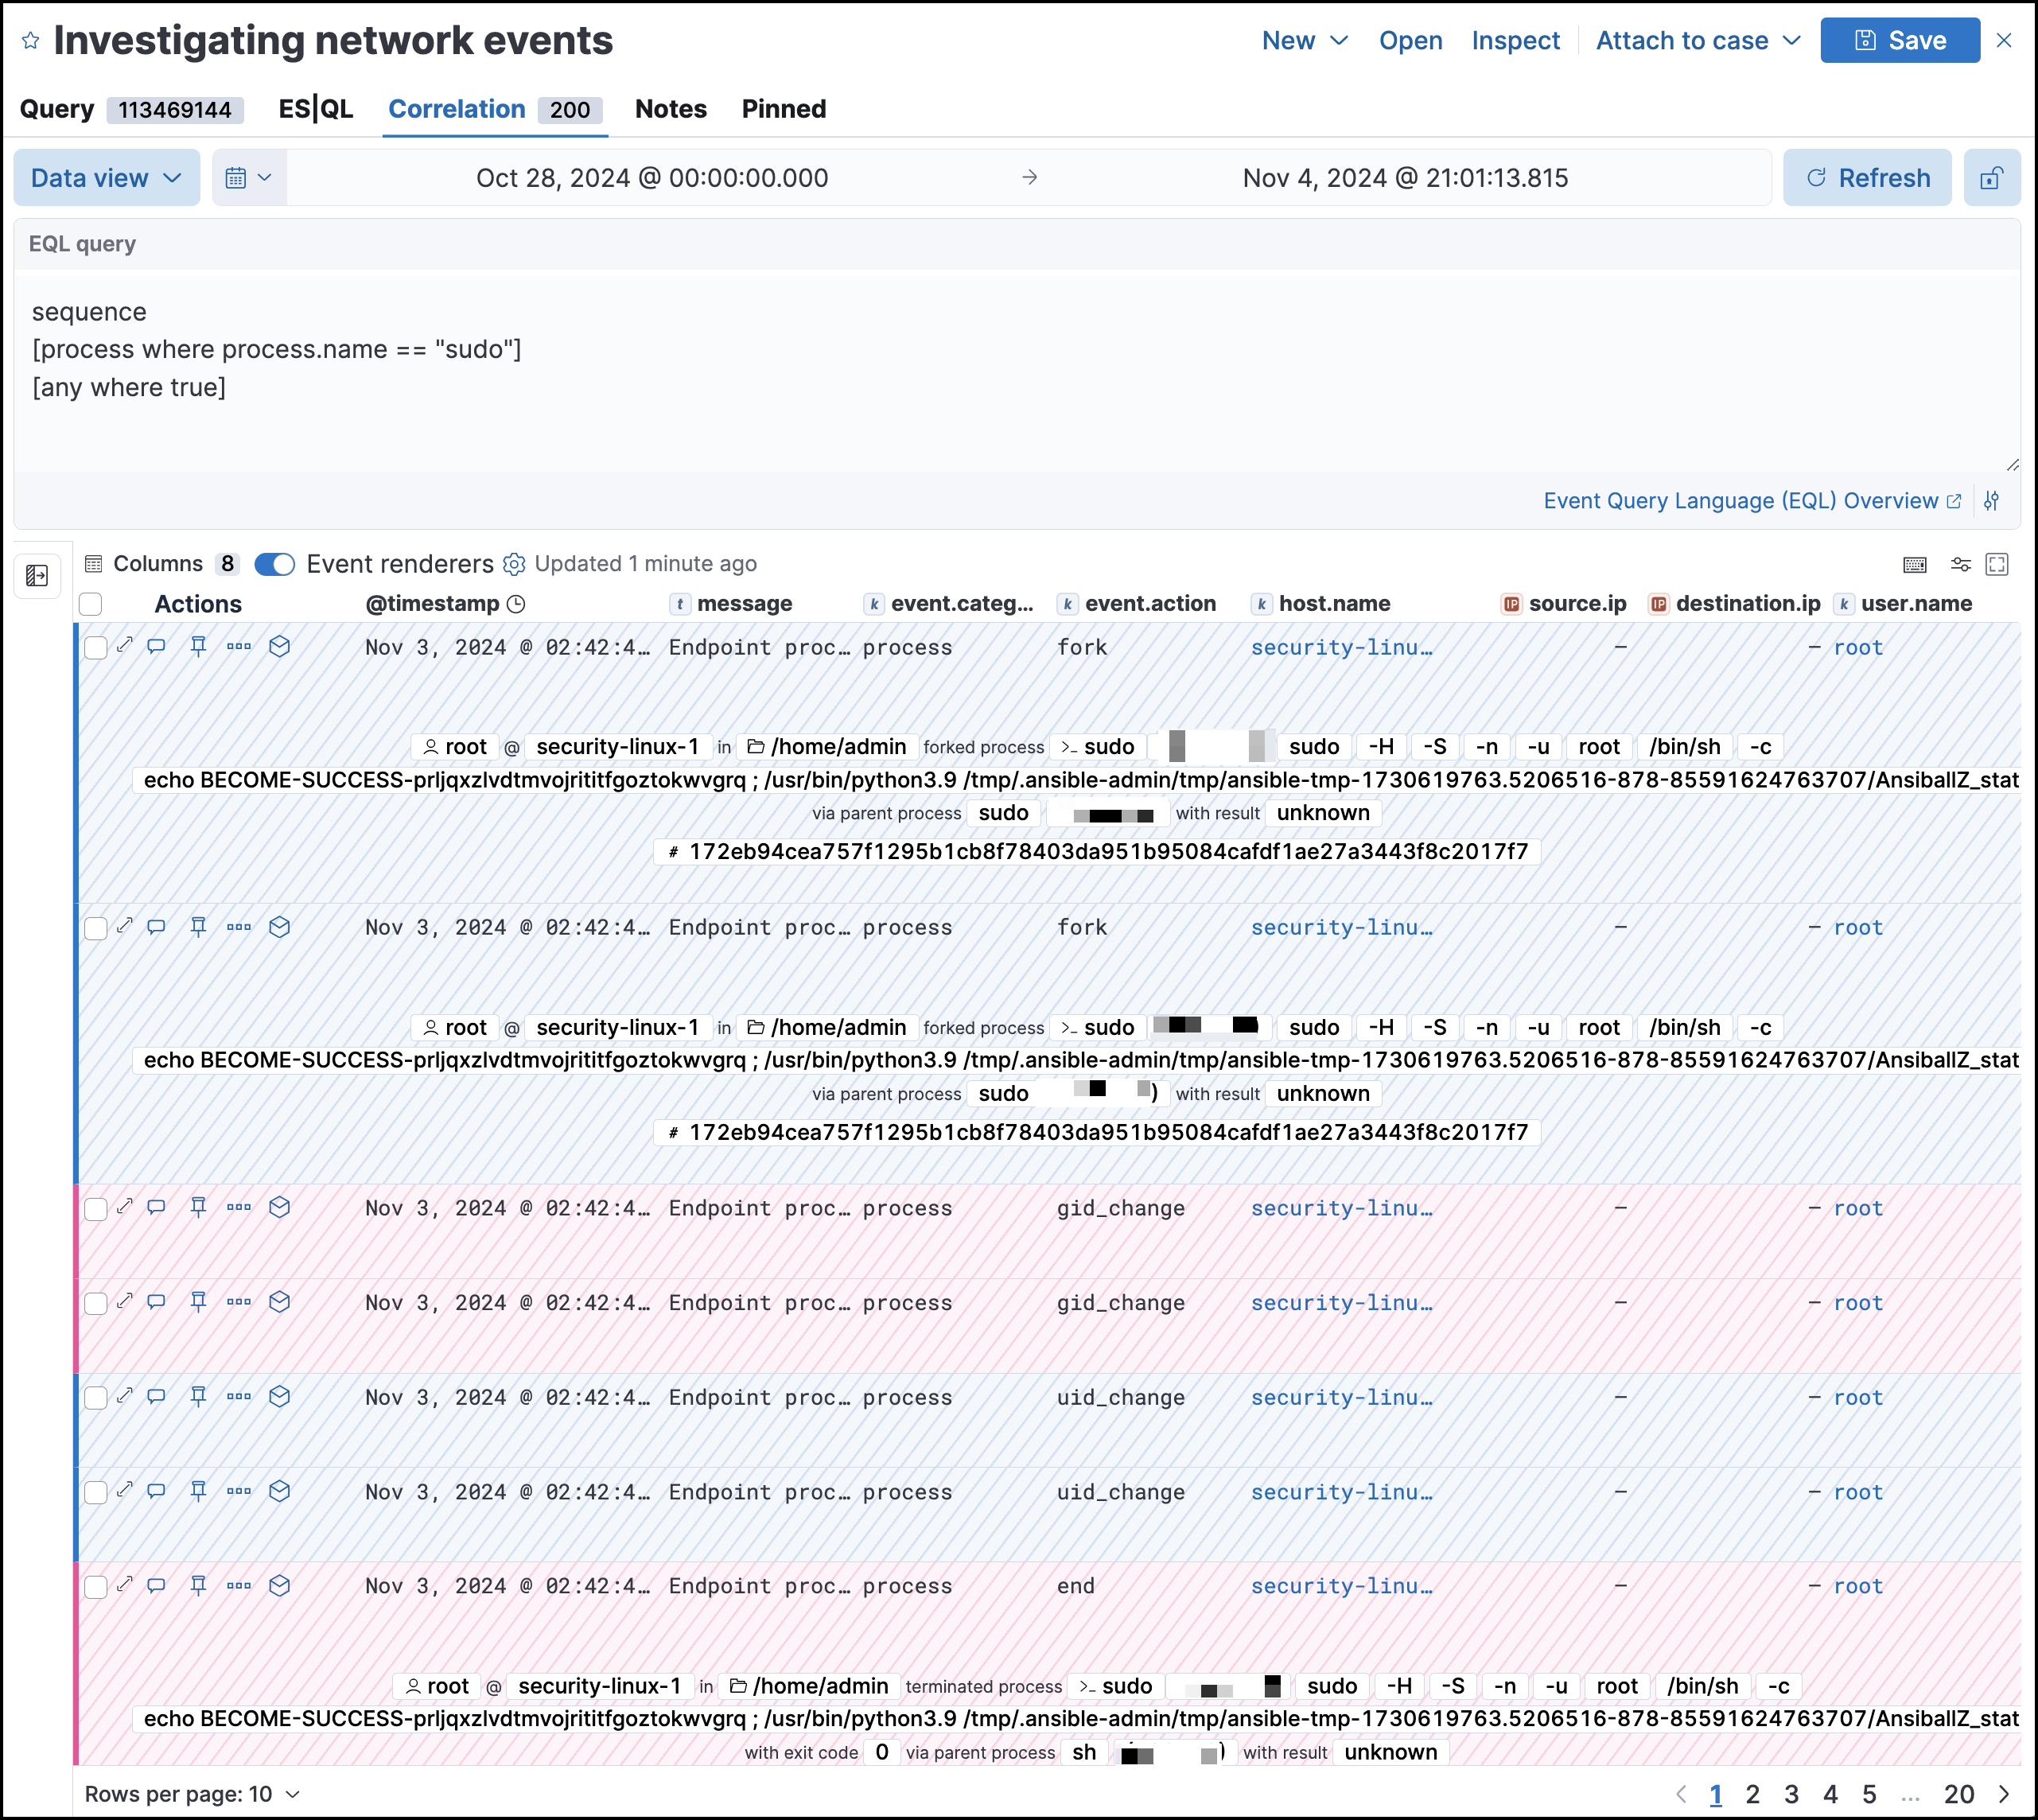 Investigating network events New Open Inspect Attach to case Save
Query 113469144 ES|QL Correlation 200 Notes Pinned
Data view Oct 28, 2024 @ 00:00:00.000 → Nov 4, 2024 @ 21:01:13.815 Refresh
EQL query
sequence
[process where process.name == "sudo"]
[any where true]
Event Query Language (EQL) Overview
Columns 8 Event renderers Updated 1 minute ago
Actions @timestamp t message k event.categ... k event.action k host.name IP source.ip IP destination.ip k user.name
Nov 3, 2024 @ 02:42:4… Endpoint proc… process fork security-linu… — — root
root @ security-linux-1 in /home/admin forked process >_ sudo sudo -H -S -n -u root /bin/sh -c
echo BECOME-SUCCESS-prljqxzlvdtmvojrititfgoztokwvgrq ; /usr/bin/python3.9 /tmp/.ansible-admin/tmp/ansible-tmp-1730619763.5206516-878-85591624763707/AnsiballZ_stat
via parent process sudo with result unknown
# 172eb94cea757f1295b1cb8f78403da951b95084cafdf1ae27a3443f8c2017f7
Nov 3, 2024 @ 02:42:4… Endpoint proc… process fork security-linu… — — root
root @ security-linux-1 in /home/admin forked process >_ sudo sudo -H -S -n -u root /bin/sh -c
echo BECOME-SUCCESS-prljqxzlvdtmvojrititfgoztokwvgrq ; /usr/bin/python3.9 /tmp/.ansible-admin/tmp/ansible-tmp-1730619763.5206516-878-85591624763707/AnsiballZ_stat
via parent process sudo ) with result unknown
# 172eb94cea757f1295b1cb8f78403da951b95084cafdf1ae27a3443f8c2017f7
Nov 3, 2024 @ 02:42:4… Endpoint proc… process gid_change security-linu… — — root
Nov 3, 2024 @ 02:42:4… Endpoint proc… process gid_change security-linu… — — root
Nov 3, 2024 @ 02:42:4… Endpoint proc… process uid_change security-linu… — — root
Nov 3, 2024 @ 02:42:4… Endpoint proc… process uid_change security-linu… — — root
Nov 3, 2024 @ 02:42:4… Endpoint proc… process end security-linu… — — root
root @ security-linux-1 in /home/admin terminated process >_ sudo sudo -H -S -n -u root /bin/sh -c
echo BECOME-SUCCESS-prljqxzlvdtmvojrititfgoztokwvgrq ; /usr/bin/python3.9 /tmp/.ansible-admin/tmp/ansible-tmp-1730619763.5206516-878-85591624763707/AnsiballZ_stat
with exit code 0 via parent process sh ) with result unknown
Rows per page: 10 1 2 3 4 5 ... 20